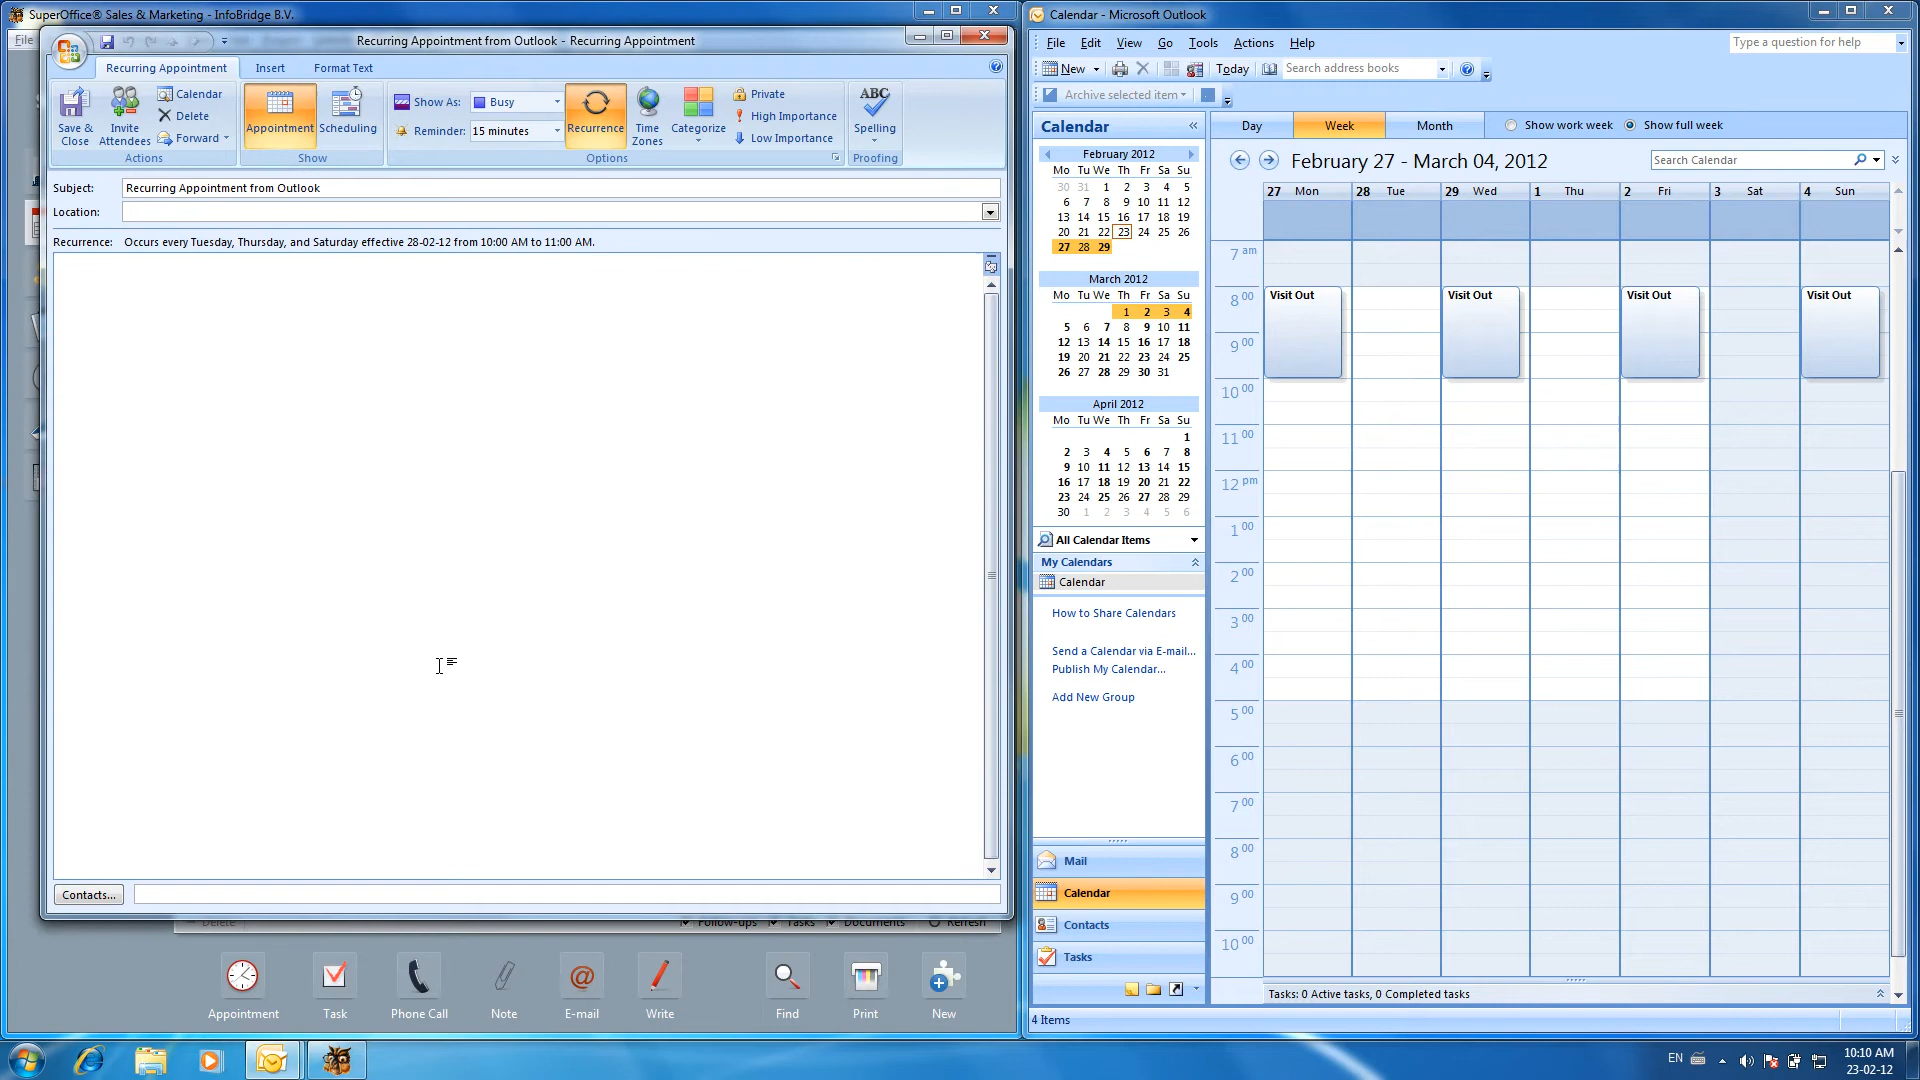 SuperOffice® Sales & Marketing - InfoBridge B.V.
File
Recurring Appointment from Outlook - Recurring Appointment
Recurring Appointment Insert Format Text
Save & Close
Invite Attendees
Calendar
Delete
Forward
Actions
Appointment
Scheduling
Show
Show As: Busy
Reminder: 15 minutes
Recurrence
Time Zones
Categorize
Private
High Importance
Low Importance
Options
ABC
Spelling
Proofing
Subject: Recurring Appointment from Outlook
Location:
Recurrence: Occurs every Tuesday, Thursday, and Saturday effective 28-02-12 from 10:00 AM to 11:00 AM.
Contacts...
Delete Follow-ups Tasks Documents Refresh
Appointment Task Phone Call Note E-mail Write Find Print New
Calendar - Microsoft Outlook
File Edit View Go Tools Actions Help
Type a question for help
New Today Search address books
Archive selected item
Calendar
February 2012
Mo Tu We Th Fr Sa Su
30 31 1 2 3 4 5
6 7 8 9 10 11 12
13 14 15 16 17 18 19
20 21 22 23 24 25 26
27 28 29
March 2012
Mo Tu We Th Fr Sa Su
1 2 3 4
5 6 7 8 9 10 11
12 13 14 15 16 17 18
19 20 21 22 23 24 25
26 27 28 29 30 31
April 2012
Mo Tu We Th Fr Sa Su
1
2 3 4 5 6 7 8
9 10 11 12 13 14 15
16 17 18 19 20 21 22
23 24 25 26 27 28 29
30 1 2 3 4 5 6
All Calendar Items
My Calendars
Calendar
How to Share Calendars
Send a Calendar via E-mail...
Publish My Calendar...
Add New Group
Mail
Calendar
Contacts
Tasks
4 Items
Day Week Month Show work week Show full week
February 27 - March 04, 2012
Search Calendar
27 Mon 28 Tue 29 Wed 1 Thu 2 Fri 3 Sat 4 Sun
7 am
8 00 Visit Out Visit Out Visit Out Visit Out
9 00
10 00
11 00
12 pm
1 00
2 00
3 00
4 00
5 00
6 00
7 00
8 00
9 00
10 00
Tasks: 0 Active tasks, 0 Completed tasks
EN
10:10 AM
23-02-12